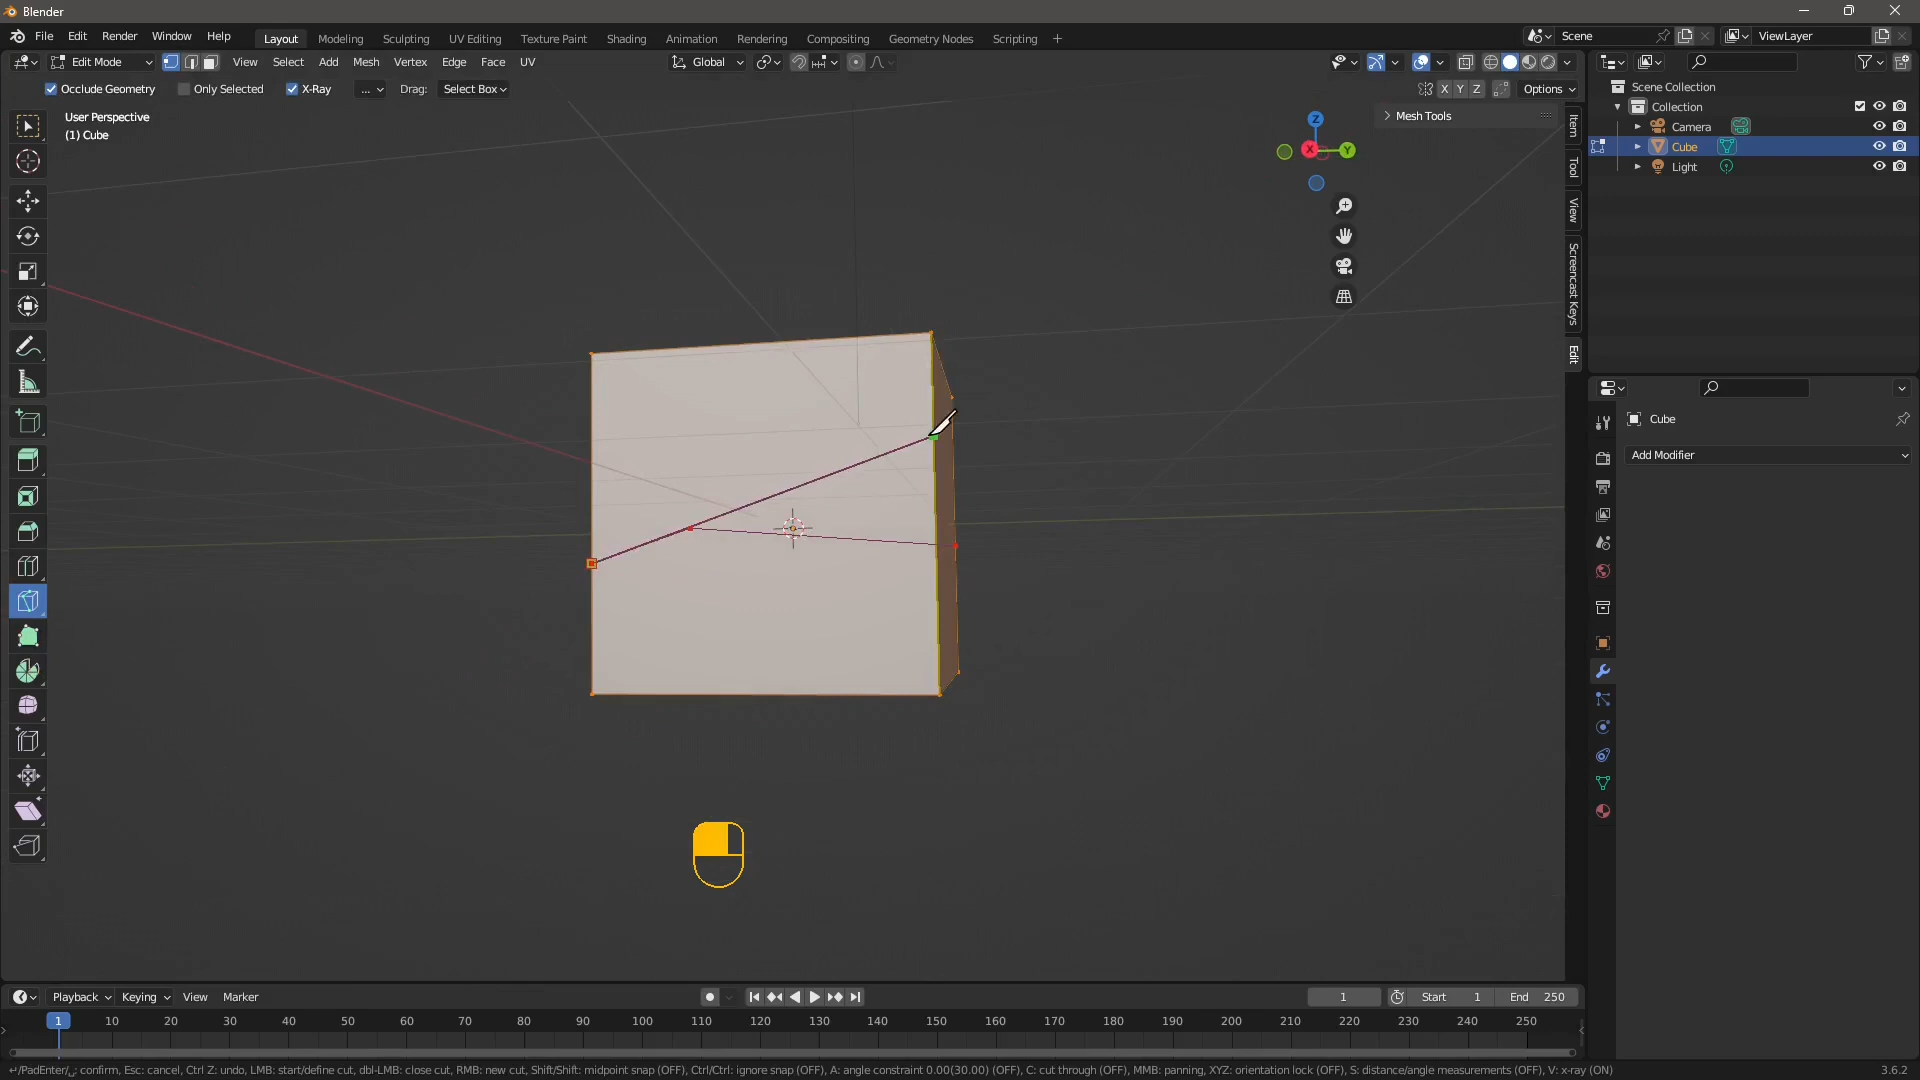 Blender
File Edit Render Window Help Layout Modeling Sculpting UV Editing Texture Paint Shading Animation Rendering Compositing Geometry Nodes Scripting + Scene ViewLayer
Edit Mode View Select Add Mesh Vertex Edge Face UV Global
Occlude Geometry Only Selected X-Ray ... Drag: Select Box X Y Z Options
User Perspective
(1) Cube
Z
X
Y
Mesh Tools
Item
Tool
View
Screencast Keys
Edit
Scene Collection
Collection
Camera
Cube
Light
Cube
Add Modifier
Playback Keying View Marker 1 Start 1 End 250
1 10 20 30 40 50 60 70 80 90 100 110 120 130 140 150 160 170 180 190 200 210 220 230 240 250
↵/PadEnter/␣: confirm, Esc: cancel, Ctrl Z: undo, LMB: start/define cut, dbl-LMB: close cut, RMB: new cut, Shift/Shift: midpoint snap (OFF), Ctrl/Ctrl: ignore snap (OFF), A: angle constraint 0.00(30.00) (OFF), C: cut through (OFF), MMB: panning, XYZ: orientation lock (OFF), S: distance/angle measurements (OFF), V: x-ray (ON) 3.6.2